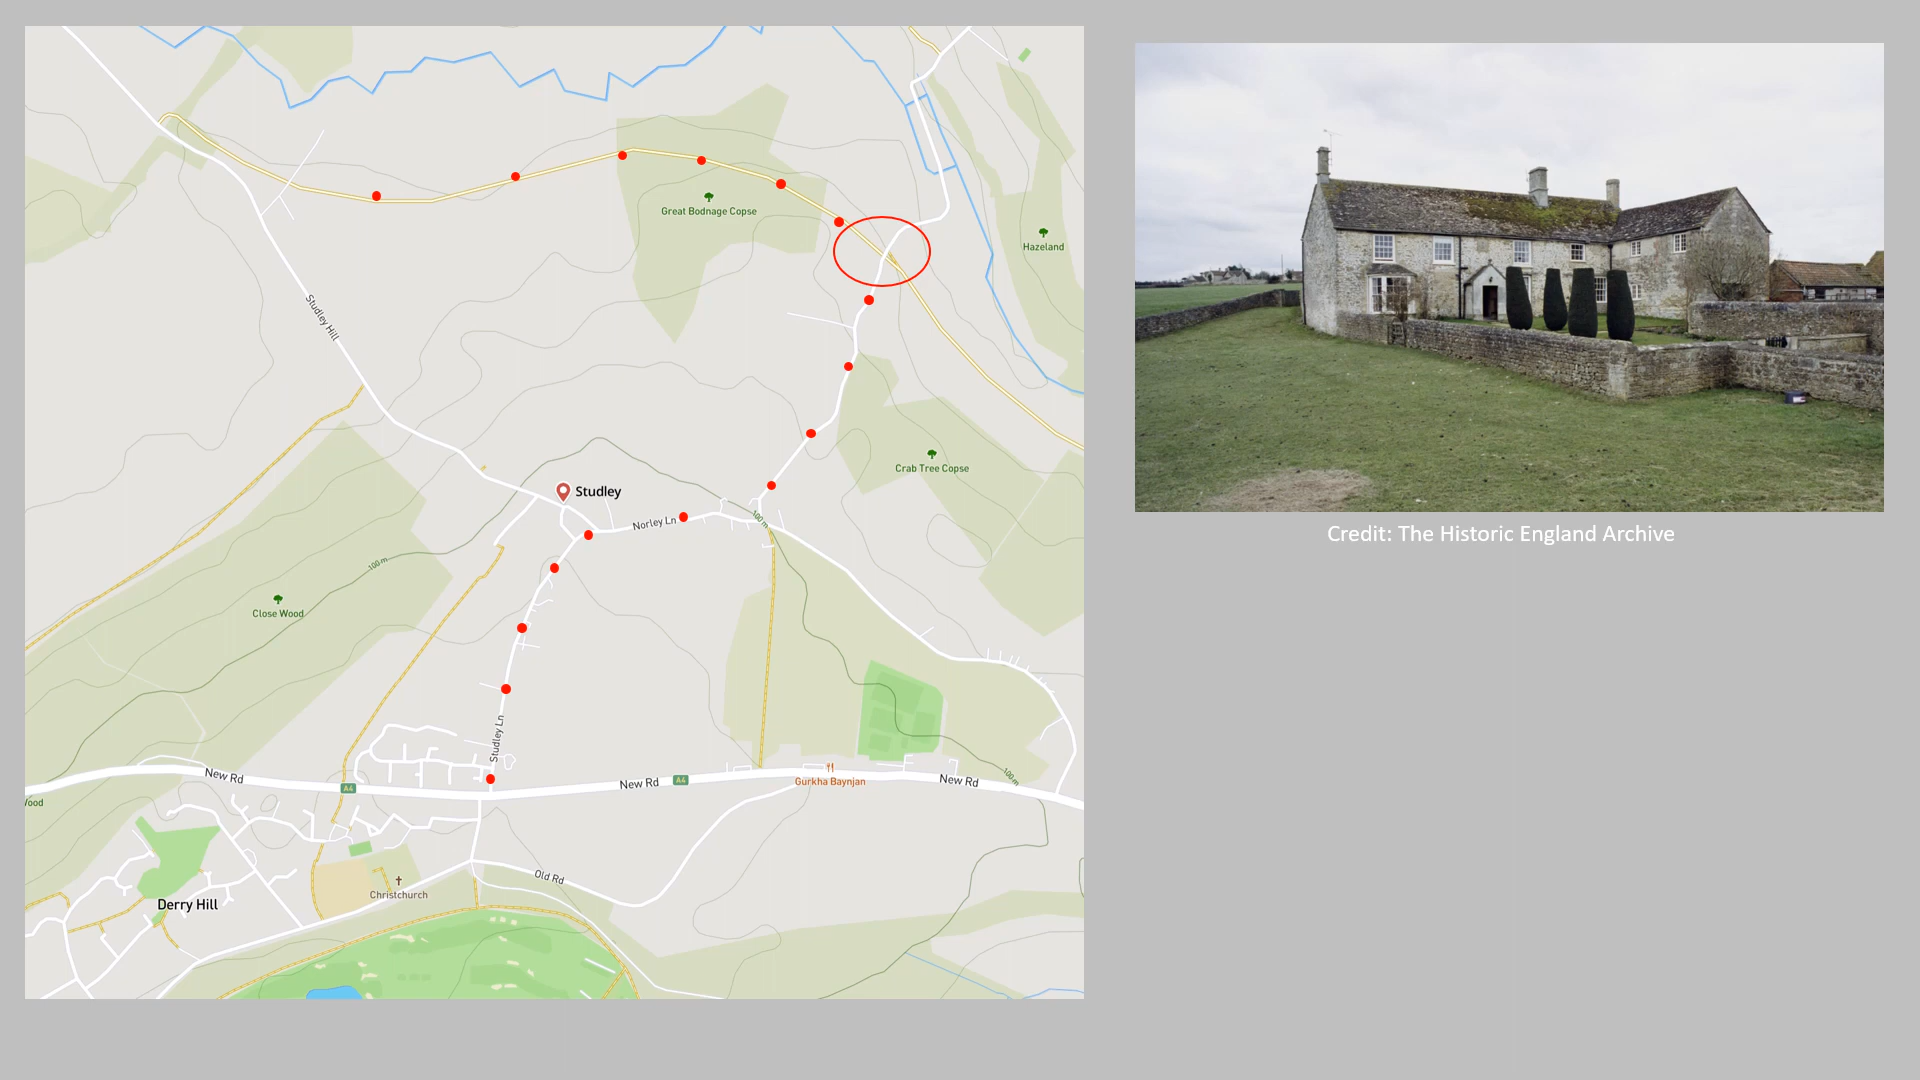 Great Bodnage Copse
Hazeland
Studley Hill
Crab Tree Copse
Studley
Norley Ln
100 m
100 m
Close Wood
Studley Ln
New Rd
A4
New Rd
A4
Gurkha Baynjan
New Rd
100 m
Wood
Old Rd
Christchurch
Derry Hill
Credit: The Historic England Archive